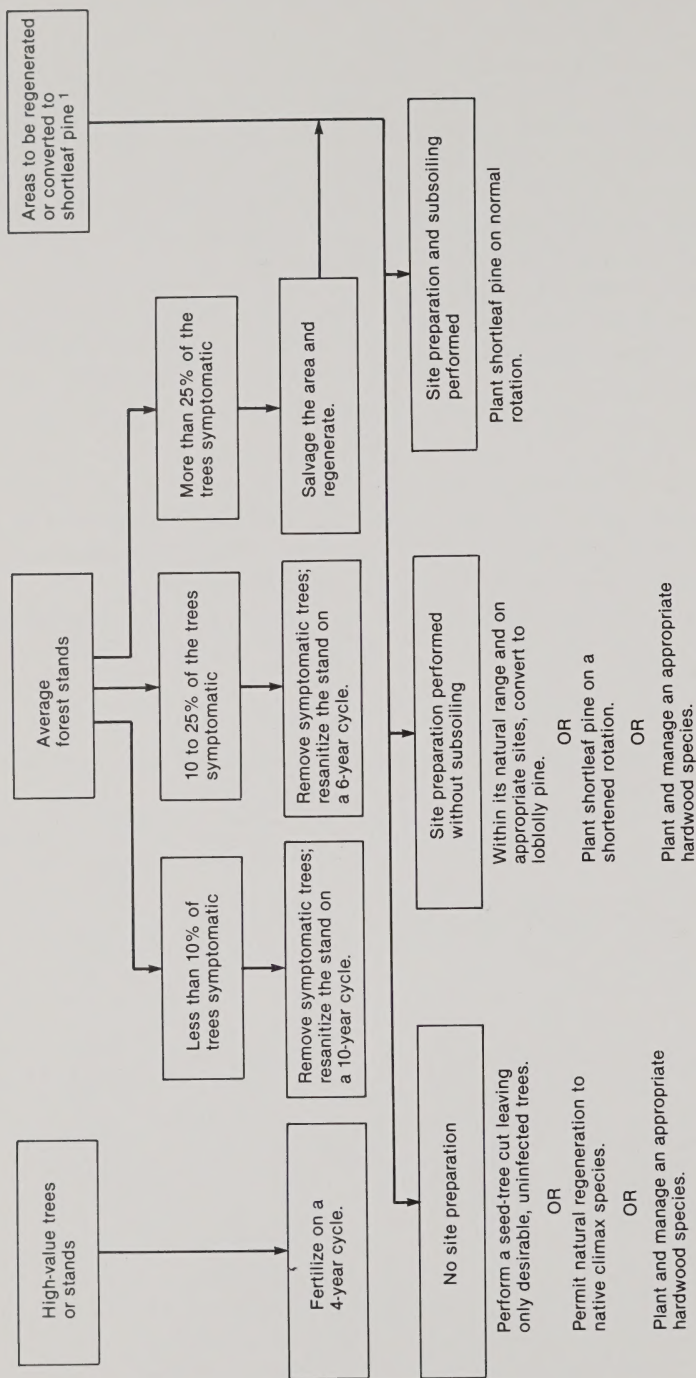 High-value trees
or stands
Average
forest stands
Areas to be regenerated
or converted to
shortleaf pine ¹
Less than 10% of
trees symptomatic
10 to 25% of the trees
symptomatic
More than 25% of the
trees symptomatic
Fertilize on a
4-year cycle.
Remove symptomatic trees;
resanitize the stand on
a 10-year cycle.
Remove symptomatic trees;
resanitize the stand on
a 6-year cycle.
Salvage the area and
regenerate.
No site preparation
Perform a seed-tree cut leaving
only desirable, uninfected trees.
OR
Permit natural regeneration to
native climax species.
OR
Plant and manage an appropriate
hardwood species.
Site preparation performed
without subsoiling
Within its natural range and on
appropriate sites, convert to
loblolly pine.
OR
Plant shortleaf pine on a
shortened rotation.
OR
Plant and manage an appropriate
hardwood species.
Site preparation and subsoiling
performed
Plant shortleaf pine on normal
rotation.